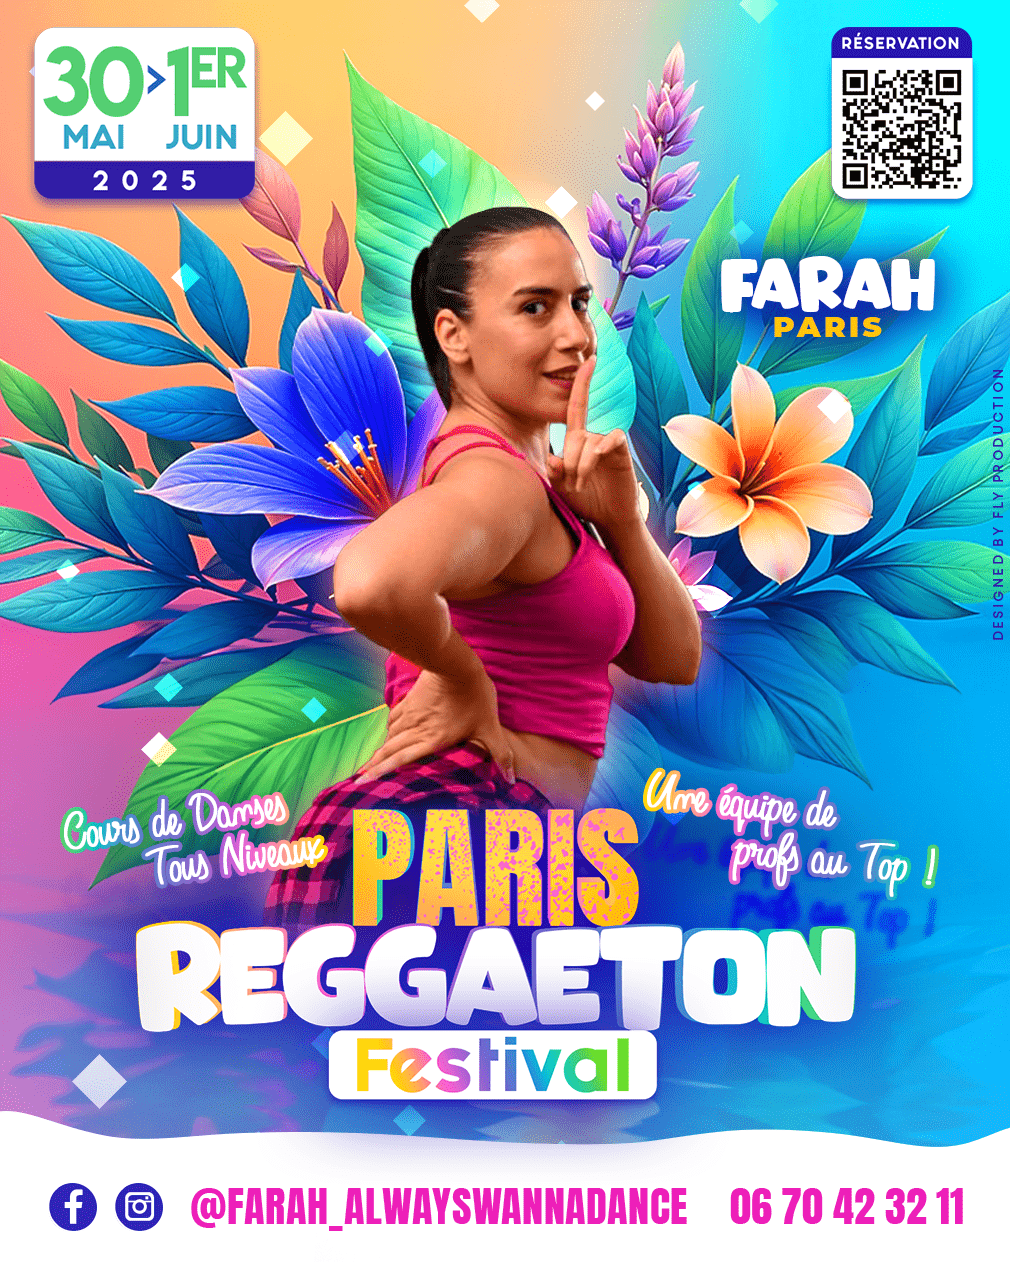 30 > 1ER
MAI JUIN
2025
RÉSERVATION
FARAH
PARIS
DESIGNED BY FLY PRODUCTION
Cours de Danses
Tous Niveaux
Une équipe de
profs au Top !
PARIS
REGGAETON
Festival
@FARAH_ALWAYSWANNADANCE 06 70 42 32 11